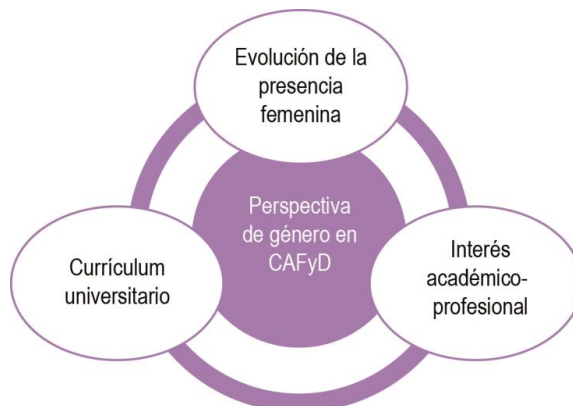 Evolución de la
presencia
femenina
Perspectiva
de género en
CAFyD
Currículum
universitario
Interés
académico-
profesional